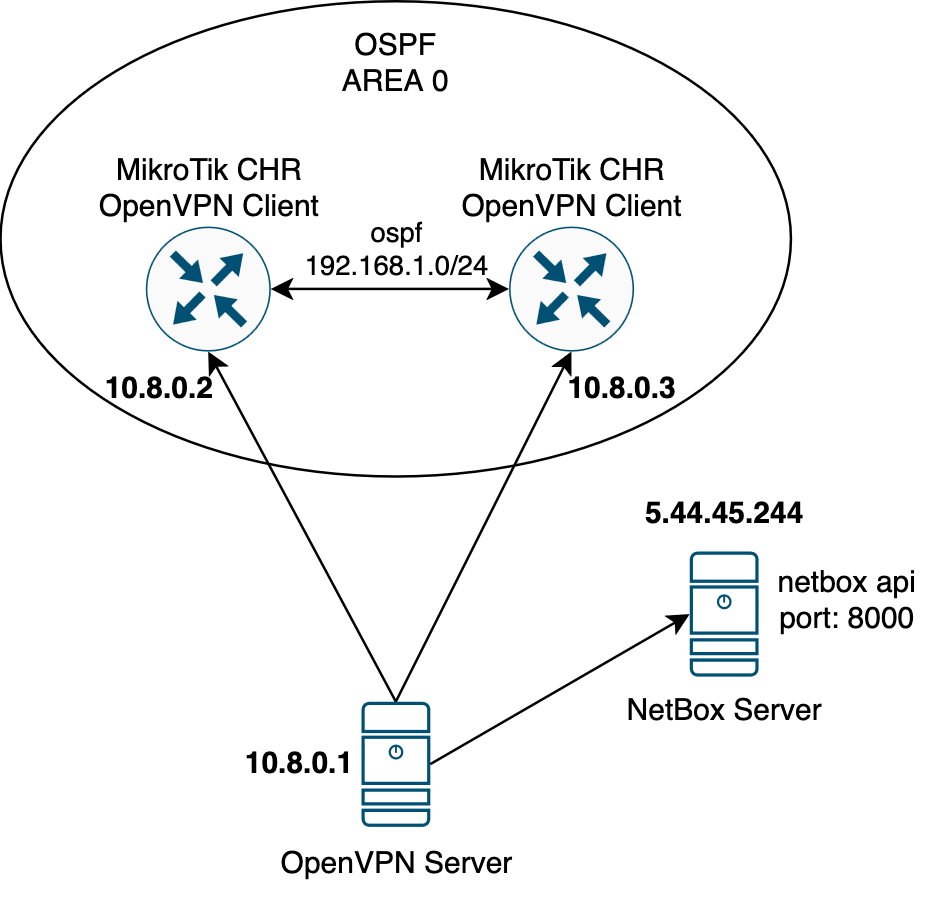 OSPF
AREA 0
MikroTik CHR
OpenVPN Client
MikroTik CHR
OpenVPN Client
ospf
192.168.1.0/24
10.8.0.2
10.8.0.3
5.44.45.244
netbox api
port: 8000
NetBox Server
10.8.0.1
OpenVPN Server